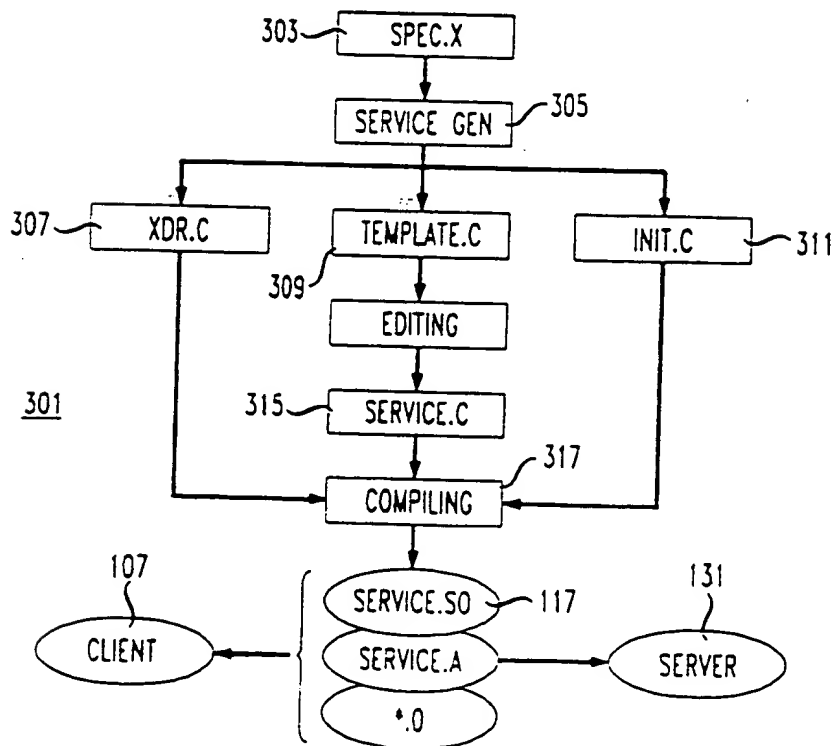 303
SPEC.X
SERVICE GEN
305
307
XDR.C
TEMPLATE.C
309
INIT.C
311
EDITING
301
315
SERVICE.C
317
COMPILING
107
SERVICE.SO
117
131
CLIENT
SERVICE.A
SERVER
*.O